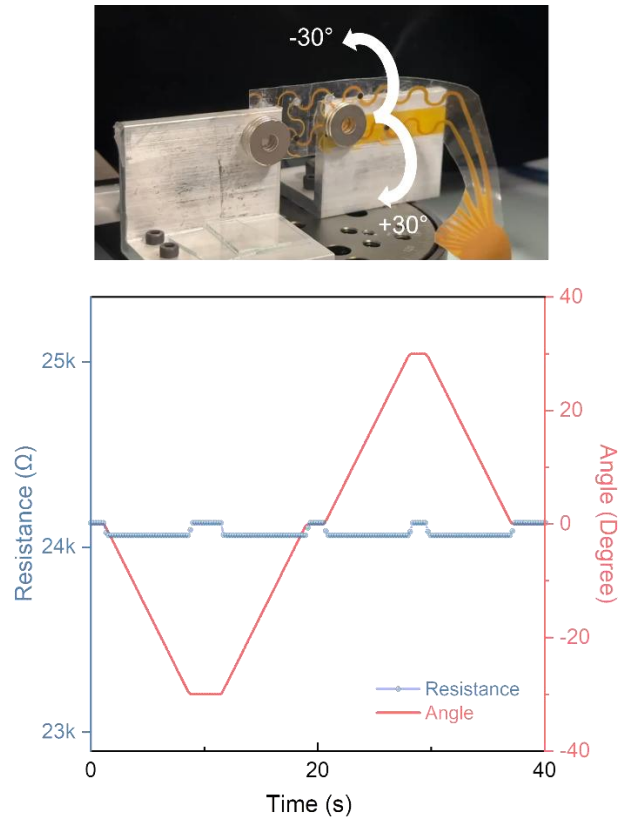 -30°
+30°
25k
24k
23k
Resistance (Ω)
40
20
0
-20
-40
Angle (Degree)
Resistance
Angle
0
20
40
Time (s)